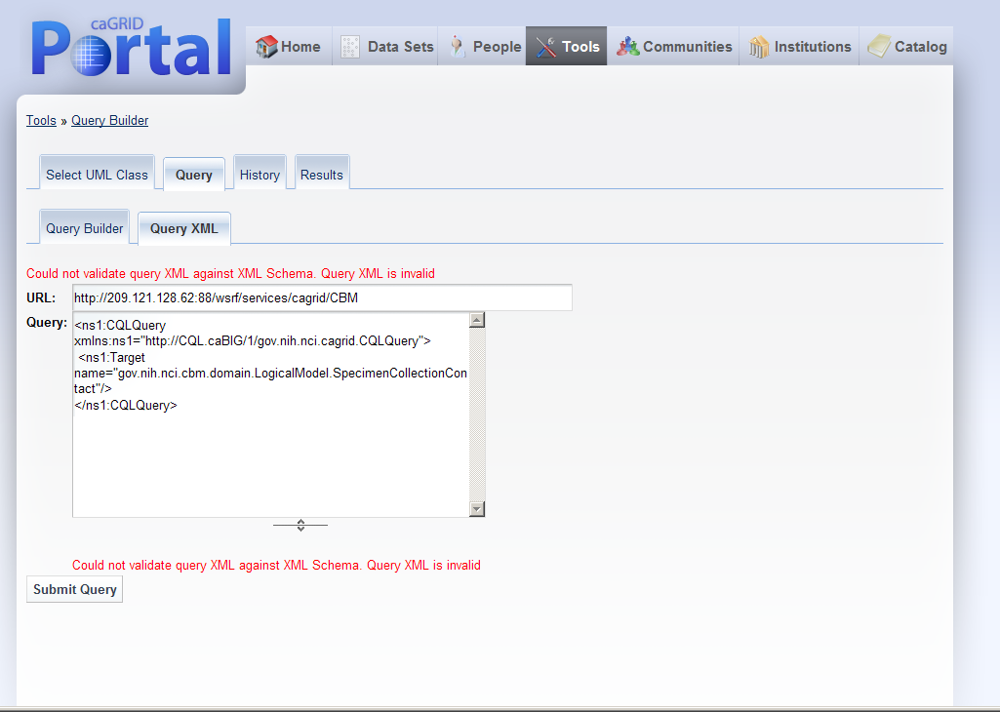 caGRID
Portal
Home
Data Sets
People
Tools
Communities
Institutions
Catalog
Tools » Query Builder
Select UML Class
Query
History
Results
Query Builder
Query XML
Could not validate query XML against XML Schema. Query XML is invalid
URL: http://209.121.128.62:88/wsrf/services/cagrid/CBM
Query: <ns1:CQLQuery
xmlns:ns1="http://CQL.caBIG/1/gov.nih.nci.cagrid.CQLQuery">
<ns1:Target
name="gov.nih.nci.cbm.domain.LogicalModel.SpecimenCollectionCon
tact"/>
</ns1:CQLQuery>
Could not validate query XML against XML Schema. Query XML is invalid
Submit Query